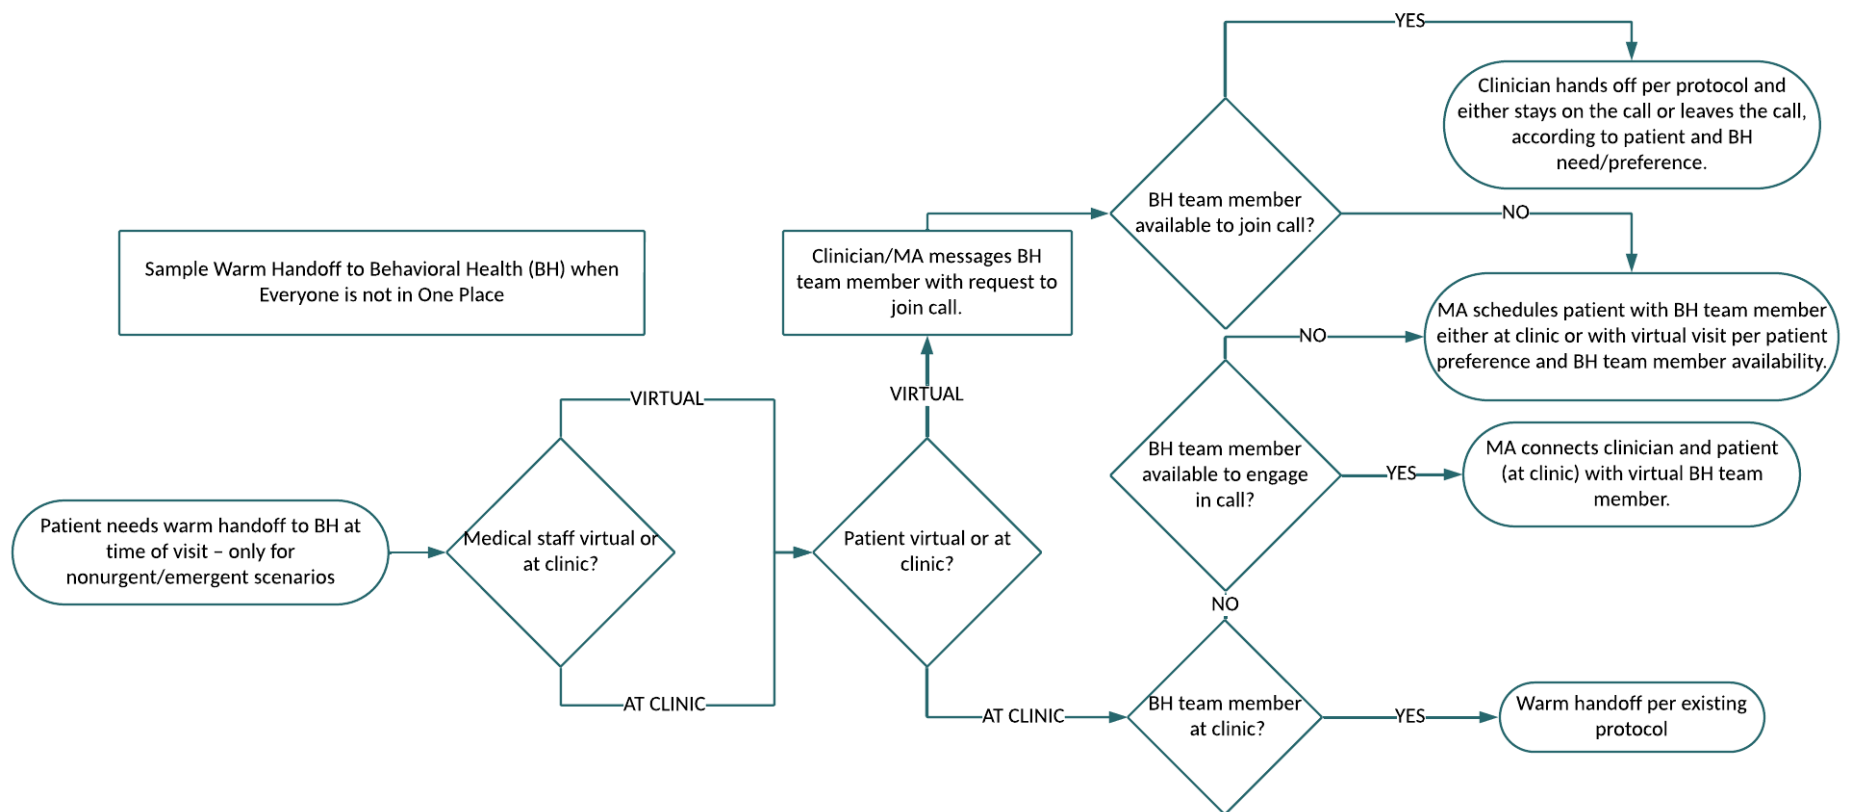 YES
Clinician hands off per protocol and
either stays on the call or leaves the call,
according to patient and BH
need/preference.
BH team member
available to join call?
NO
Sample Warm Handoff to Behavioral Health (BH) when
Everyone is not in One Place
Clinician/MA messages BH
team member with request to
join call.
MA schedules patient with BH team member
either at clinic or with virtual visit per patient
preference and BH team member availability.
NO
VIRTUAL
VIRTUAL
BH team member
available to engage
in call?
YES
MA connects clinician and patient
(at clinic) with virtual BH team
member.
Patient needs warm handoff to BH at
time of visit – only for
nonurgent/emergent scenarios
Medical staff virtual or
at clinic?
Patient virtual or at
clinic?
NO
AT CLINIC
AT CLINIC
BH team member
at clinic?
YES
Warm handoff per existing
protocol